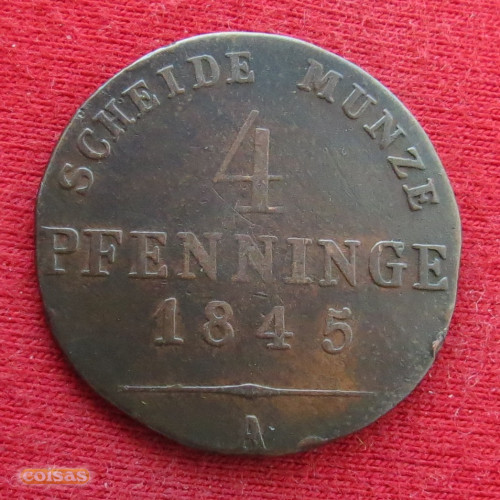 SCHEIDE MUNZE
4
PFENNINGE
1845
A
coisas